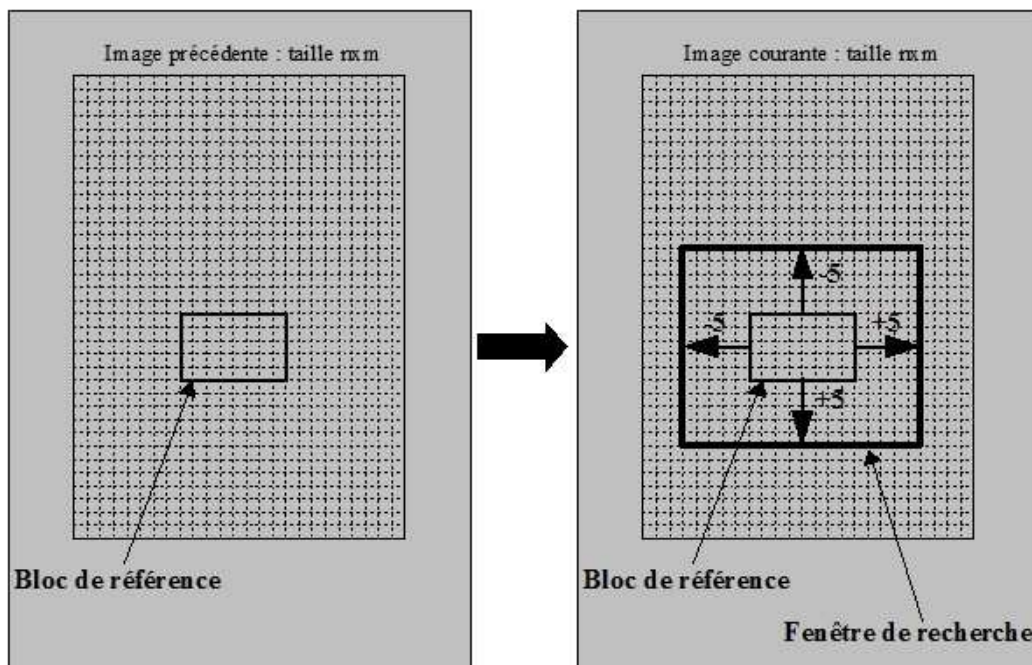 Image précédente : taille nxm
Bloc de référence
Image courante : taille nxm
-5
-5
+5
+5
Bloc de référence
Fenêtre de recherche